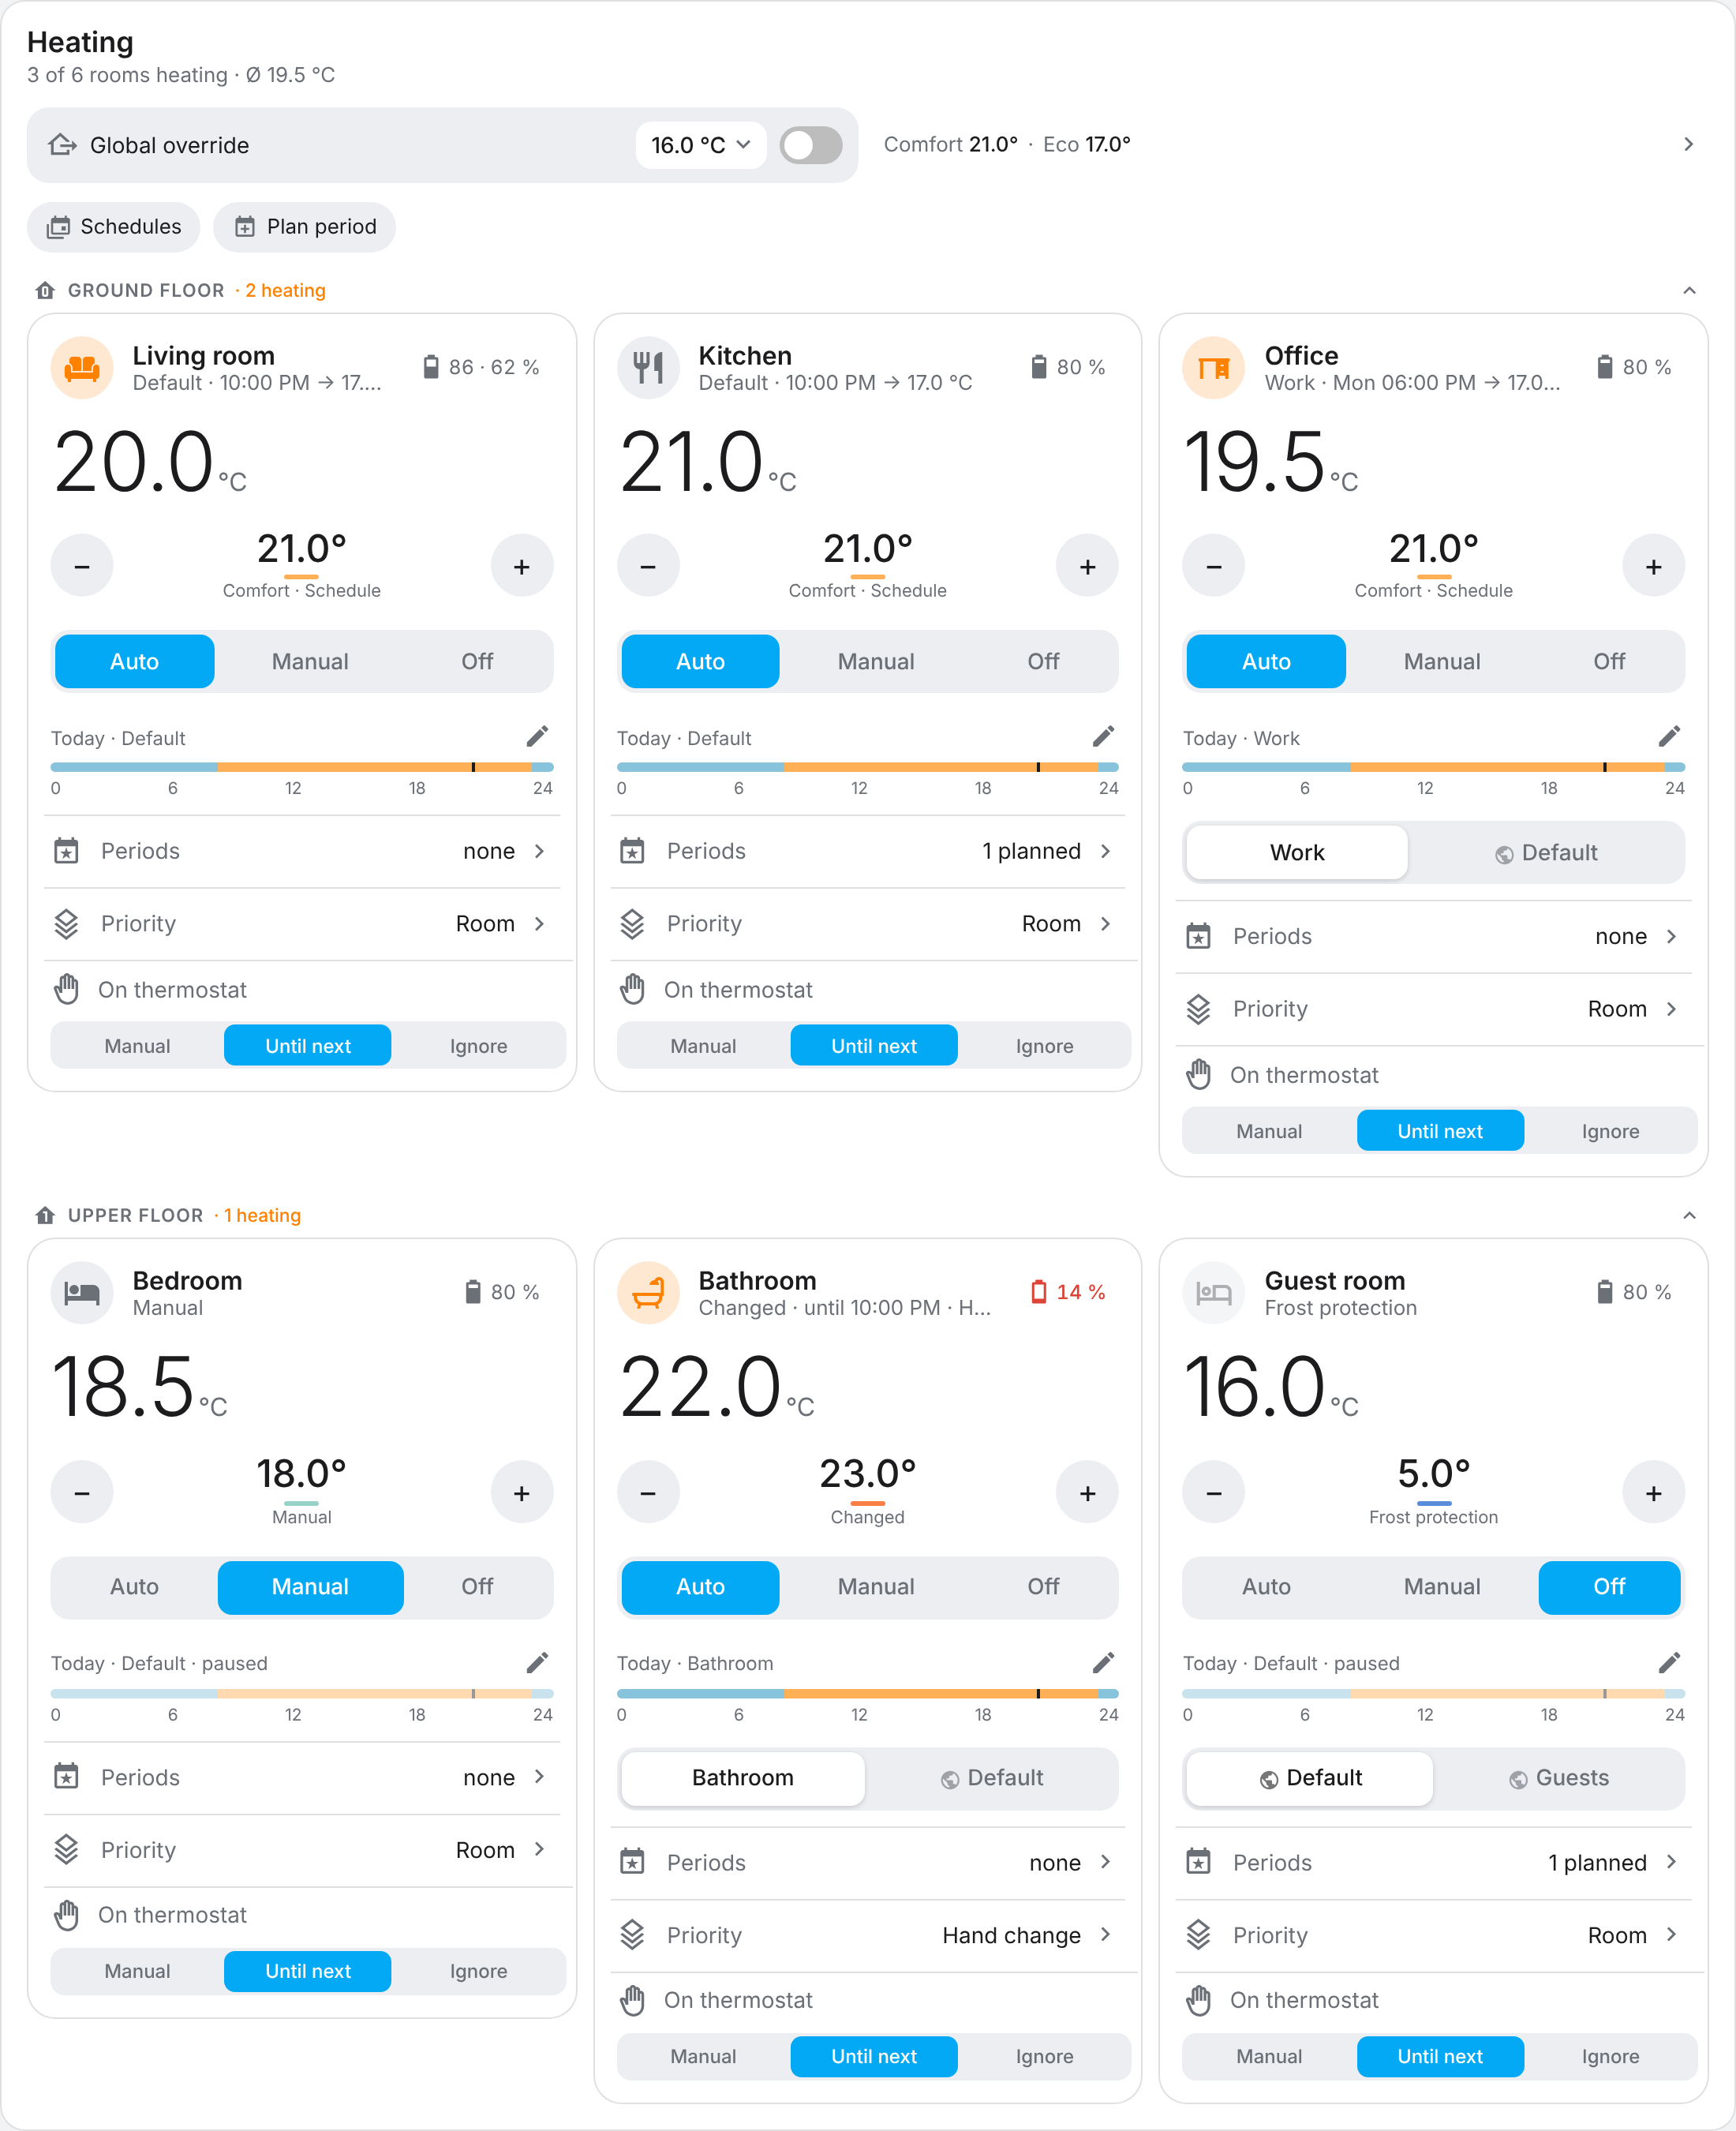 Heating
3 of 6 rooms heating · Ø 19.5 °C
Global override
16.0 °C
Comfort 21.0° · Eco 17.0°
Schedules
Plan period
GROUND FLOOR · 2 heating
Living room
Default · 10:00 PM → 17....
86 · 62 %
20.0 °C
−
21.0°
+
Comfort · Schedule
Auto Manual Off
Today · Default
0 6 12 18 24
Periods none
Priority Room
On thermostat
Manual Until next Ignore
Kitchen
Default · 10:00 PM → 17.0 °C
80 %
21.0 °C
−
21.0°
+
Comfort · Schedule
Auto Manual Off
Today · Default
0 6 12 18 24
Periods 1 planned
Priority Room
On thermostat
Manual Until next Ignore
Office
Work · Mon 06:00 PM → 17.0...
80 %
19.5 °C
−
21.0°
+
Comfort · Schedule
Auto Manual Off
Today · Work
0 6 12 18 24
Work Default
Periods none
Priority Room
On thermostat
Manual Until next Ignore
UPPER FLOOR · 1 heating
Bedroom
Manual
80 %
18.5 °C
−
18.0°
+
Manual
Auto Manual Off
Today · Default · paused
0 6 12 18 24
Periods none
Priority Room
On thermostat
Manual Until next Ignore
Bathroom
Changed · until 10:00 PM · H...
14 %
22.0 °C
−
23.0°
+
Changed
Auto Manual Off
Today · Bathroom
0 6 12 18 24
Bathroom Default
Periods none
Priority Hand change
On thermostat
Manual Until next Ignore
Guest room
Frost protection
80 %
16.0 °C
−
5.0°
+
Frost protection
Auto Manual Off
Today · Default · paused
0 6 12 18 24
Default Guests
Periods 1 planned
Priority Room
On thermostat
Manual Until next Ignore